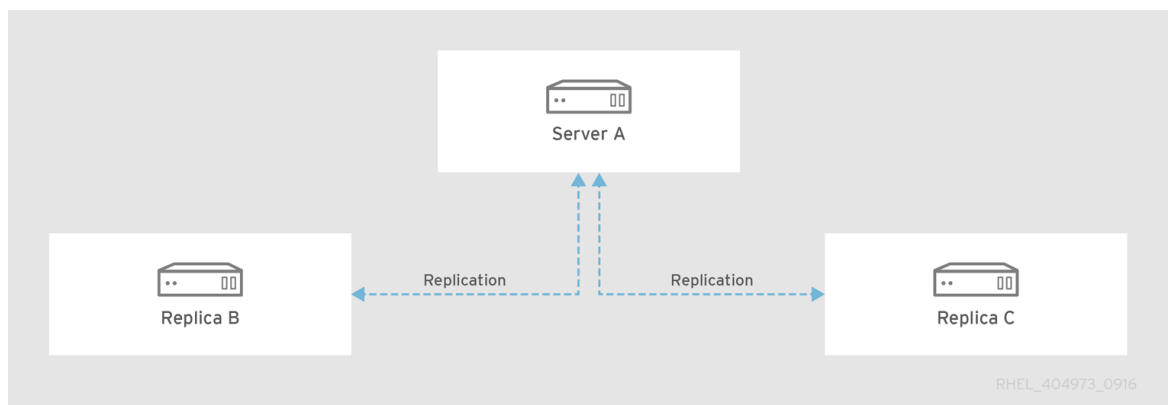 Server A
Replication
Replication
Replica B
Replica C
RHEL_404973_0916